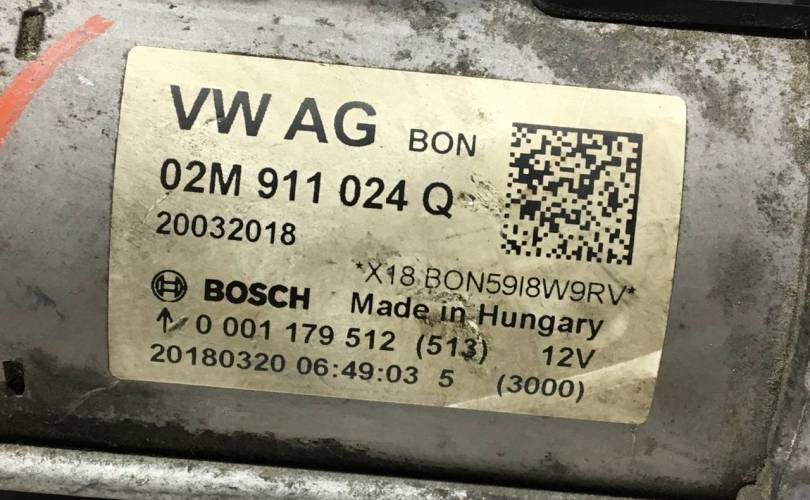 VW AG BON
02M 911 024 Q
20032018
*X18 BON59I8W9RV*
BOSCH Made in Hungary
↑ 0 001 179 512 (513) 12V
20180320 06:49:03 5 (3000)